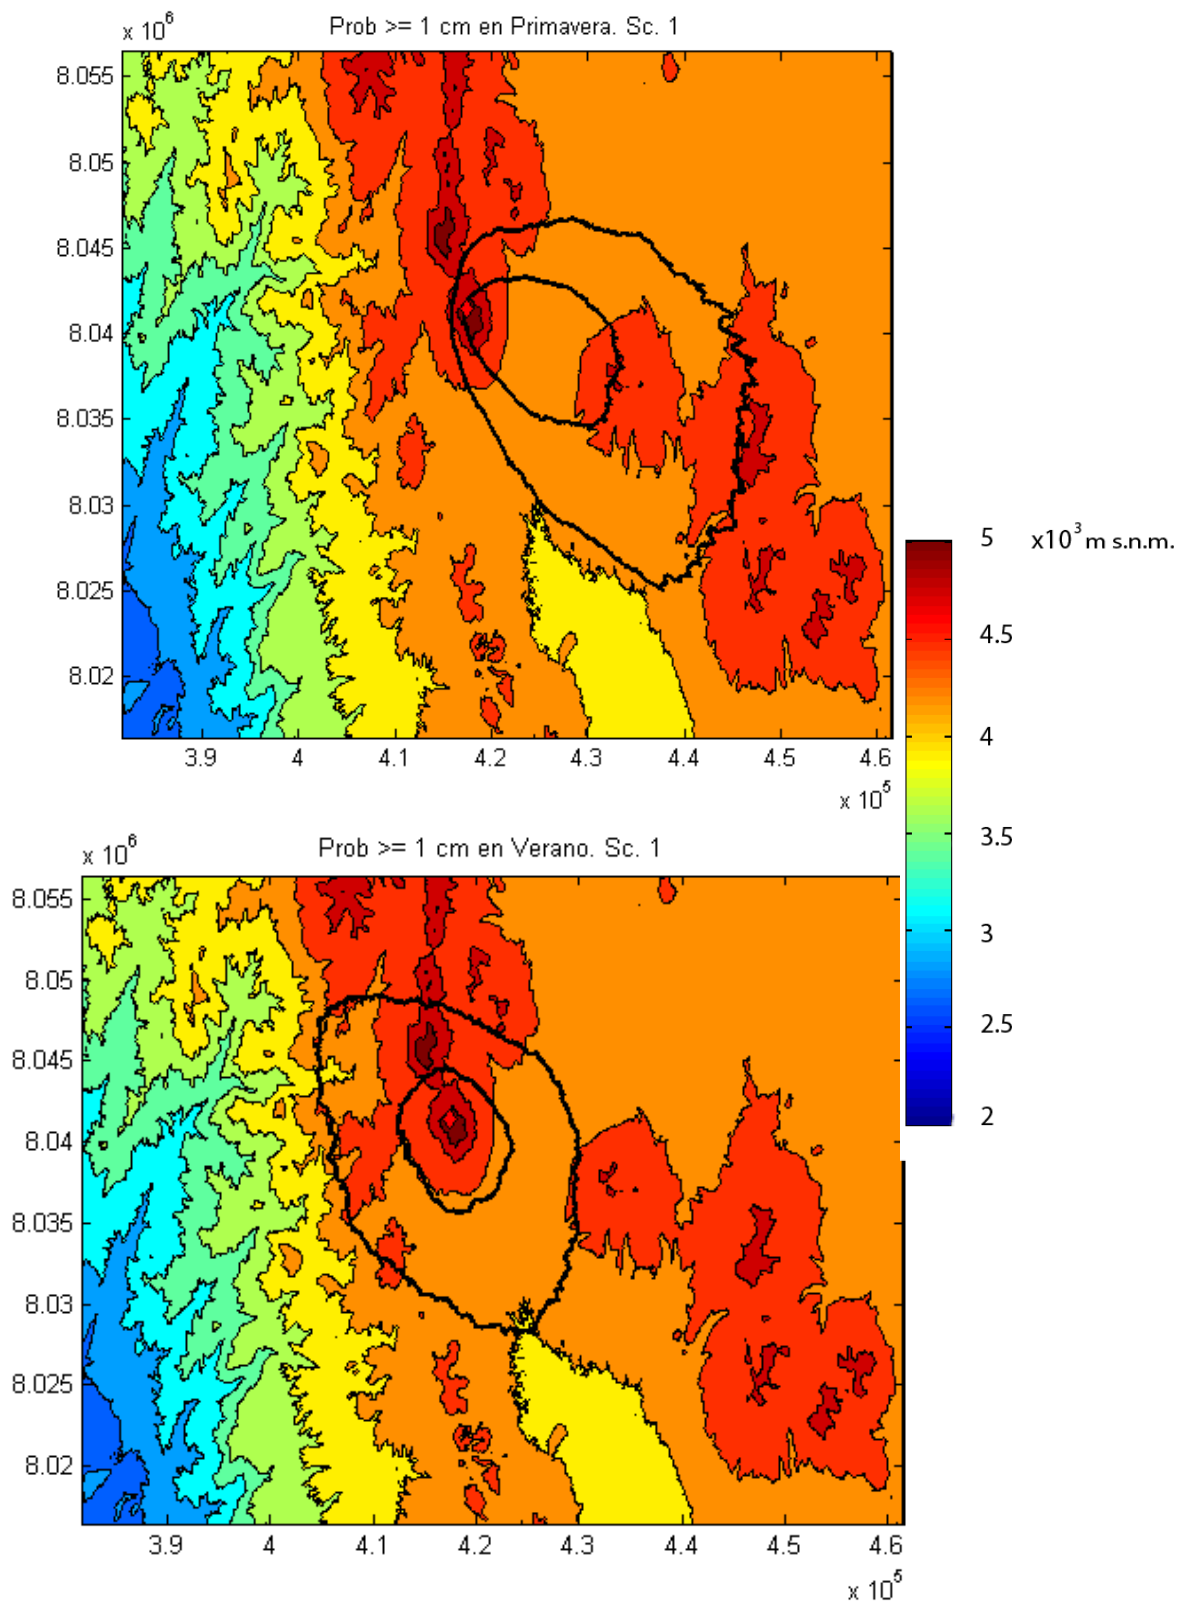 x 10^6
Prob >= 1 cm en Primavera. Sc. 1
8.055
8.05
8.045
8.04
8.035
8.03
8.025
8.02
3.9 4 4.1 4.2 4.3 4.4 4.5 4.6
x 10^5
5 x10^3 m s.n.m.
4.5
4
3.5
3
2.5
2
x 10^6
Prob >= 1 cm en Verano. Sc. 1
8.055
8.05
8.045
8.04
8.035
8.03
8.025
8.02
3.9 4 4.1 4.2 4.3 4.4 4.5 4.6
x 10^5